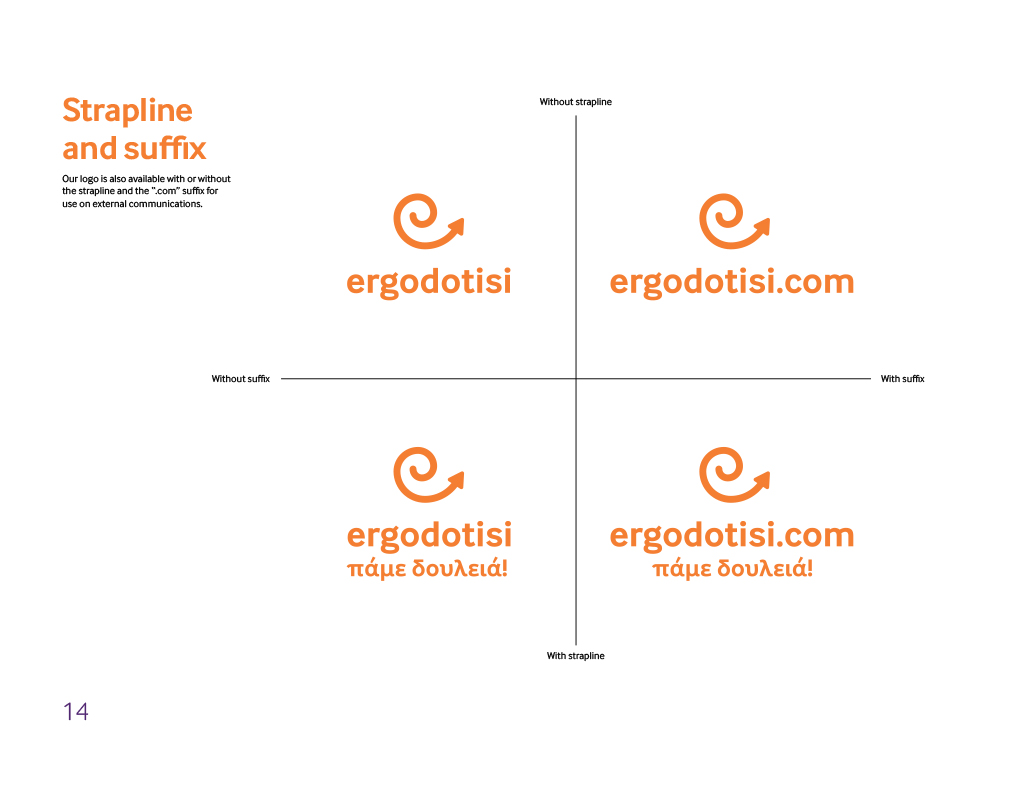 Strapline
and suffix
Our logo is also available with or without
the strapline and the ”.com” suffix for
use on external communications.
Without strapline
ergodotisi
ergodotisi.com
Without suffix
With suffix
ergodotisi
πάμε δουλειά!
ergodotisi.com
πάμε δουλειά!
With strapline
14